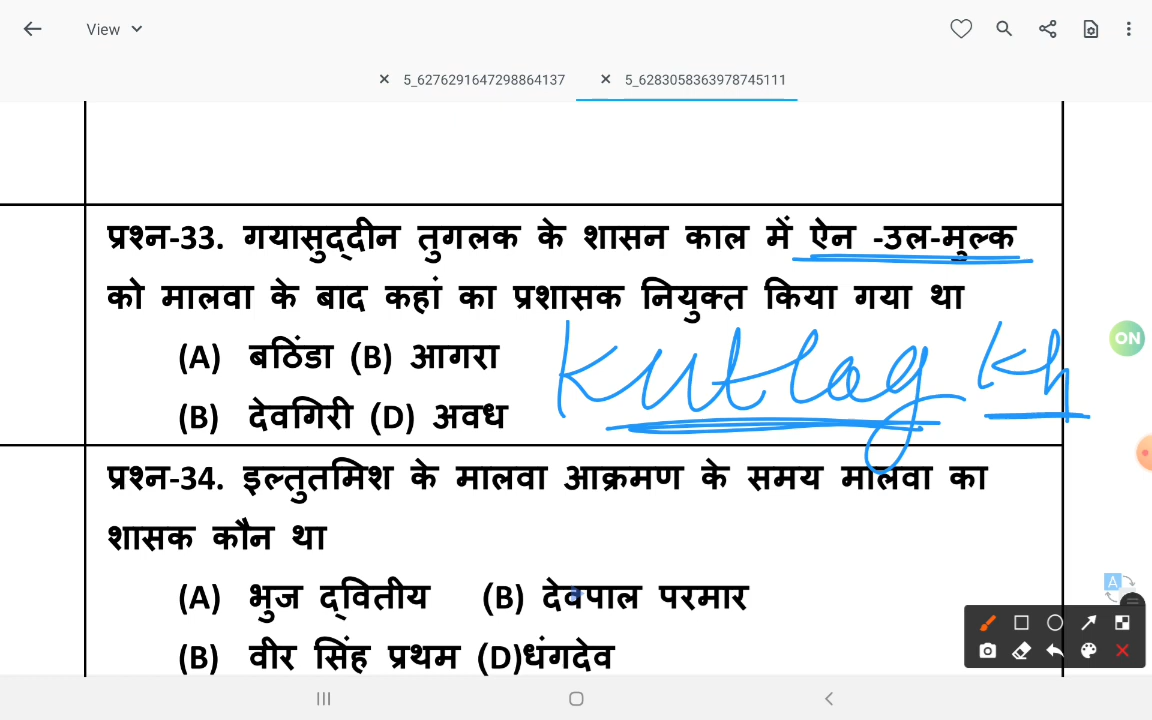 View
5_6276291647298864137
5_6283058363978745111
प्रश्न-33. गयासुद्दीन तुगलक के शासन काल में ऐन -उल-मुल्क
को मालवा के बाद कहां का प्रशासक नियुक्त किया गया था
(A) बठिंडा (B) आगरा
(B) देवगिरी (D) अवध
Kutlag Kh
ON
प्रश्न-34. इल्तुतमिश के मालवा आक्रमण के समय मालवा का
शासक कौन था
(A) भुज द्वितीय (B) देवपाल परमार
(B) वीर सिंह प्रथम (D)धंगदेव
A